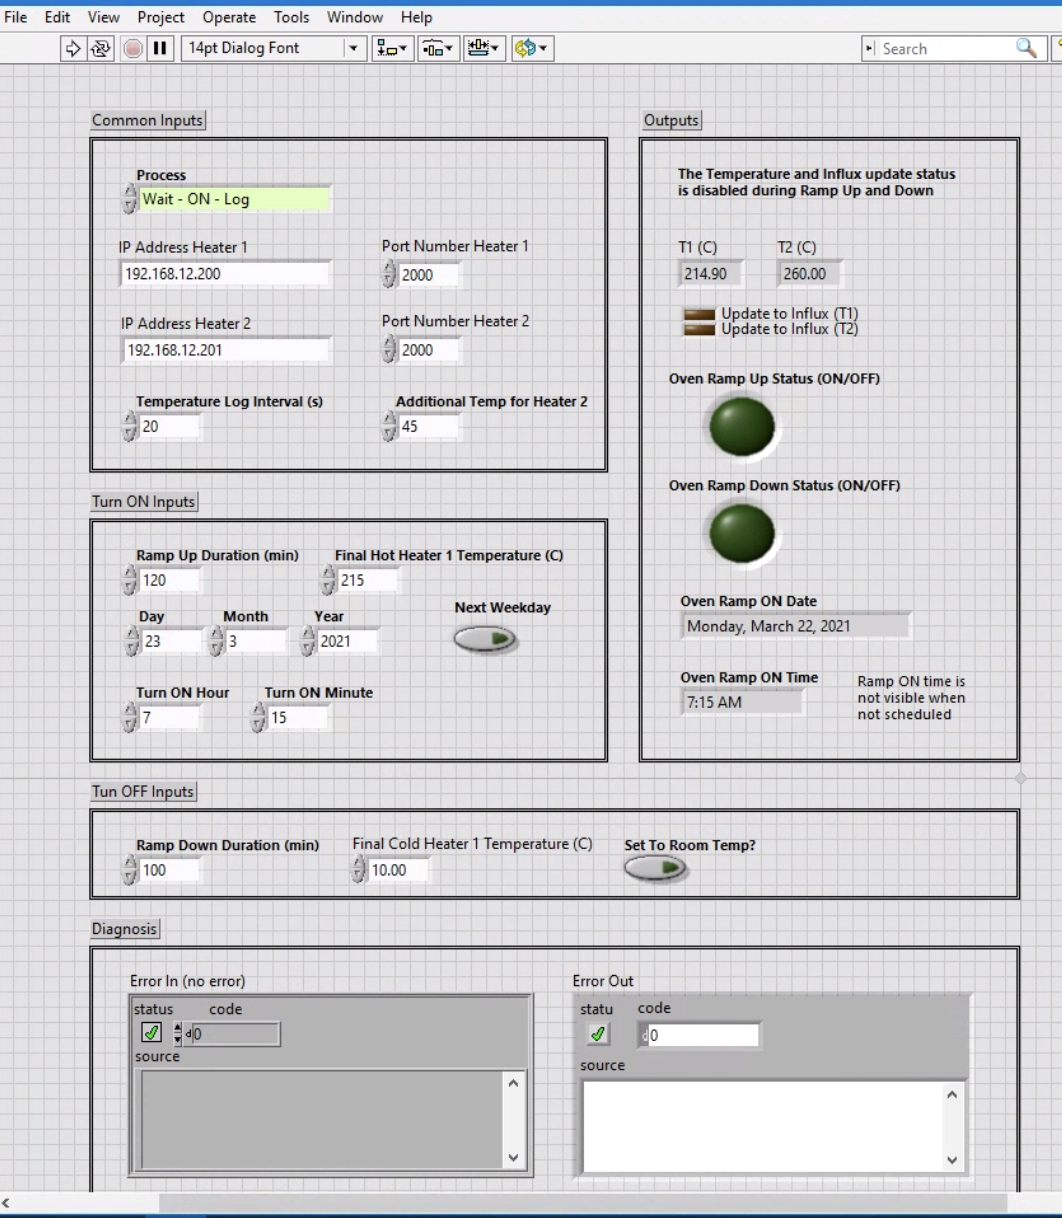 File Edit View Project Operate Tools Window Help
14pt Dialog Font
Search
Common Inputs
Process
Wait - ON - Log
IP Address Heater 1
Port Number Heater 1
192.168.12.200
2000
IP Address Heater 2
Port Number Heater 2
192.168.12.201
2000
Temperature Log Interval (s)
Additional Temp for Heater 2
20
45
Outputs
The Temperature and Influx update status
is disabled during Ramp Up and Down
T1 (C)
T2 (C)
214.90
260.00
Update to Influx (T1)
Update to Influx (T2)
Oven Ramp Up Status (ON/OFF)
Oven Ramp Down Status (ON/OFF)
Oven Ramp ON Date
Monday, March 22, 2021
Oven Ramp ON Time
7:15 AM
Ramp ON time is
not visible when
not scheduled
Turn ON Inputs
Ramp Up Duration (min)
Final Hot Heater 1 Temperature (C)
120
215
Day
Month
Year
Next Weekday
23
3
2021
Turn ON Hour
Turn ON Minute
7
15
Tun OFF Inputs
Ramp Down Duration (min)
Final Cold Heater 1 Temperature (C)
Set To Room Temp?
100
10.00
Diagnosis
Error In (no error)
status
code
d0
source
Error Out
statu
code
d0
source